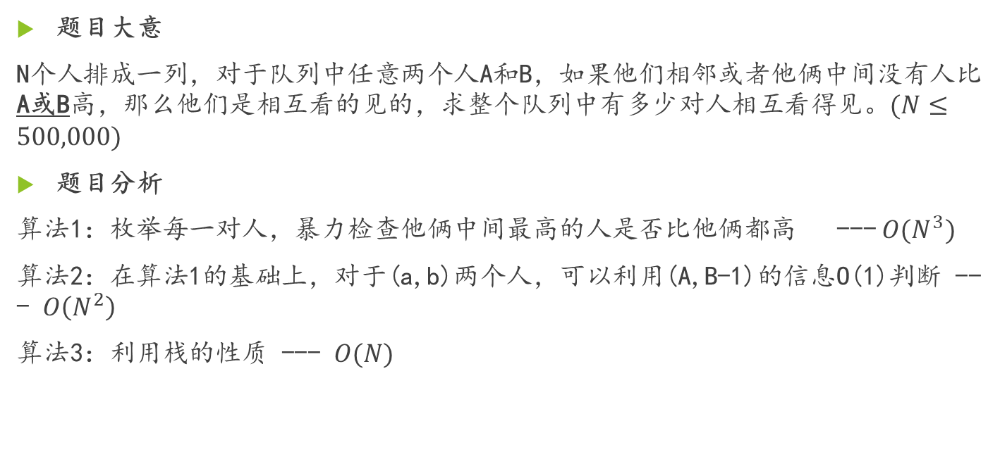 题目大意
N个人排成一列，对于队列中任意两个人A和B，如果他们相邻或者他俩中间没有人比
A或B高，那么他们是相互看的见的，求整个队列中有多少对人相互看得见。(N ≤
500,000)
题目分析
算法1：枚举每一对人，暴力检查他俩中间最高的人是否比他俩都高 --- O(N³)
算法2：在算法1的基础上，对于(a,b)两个人，可以利用(A,B-1)的信息O(1)判断 --
- O(N²)
算法3：利用栈的性质 --- O(N)